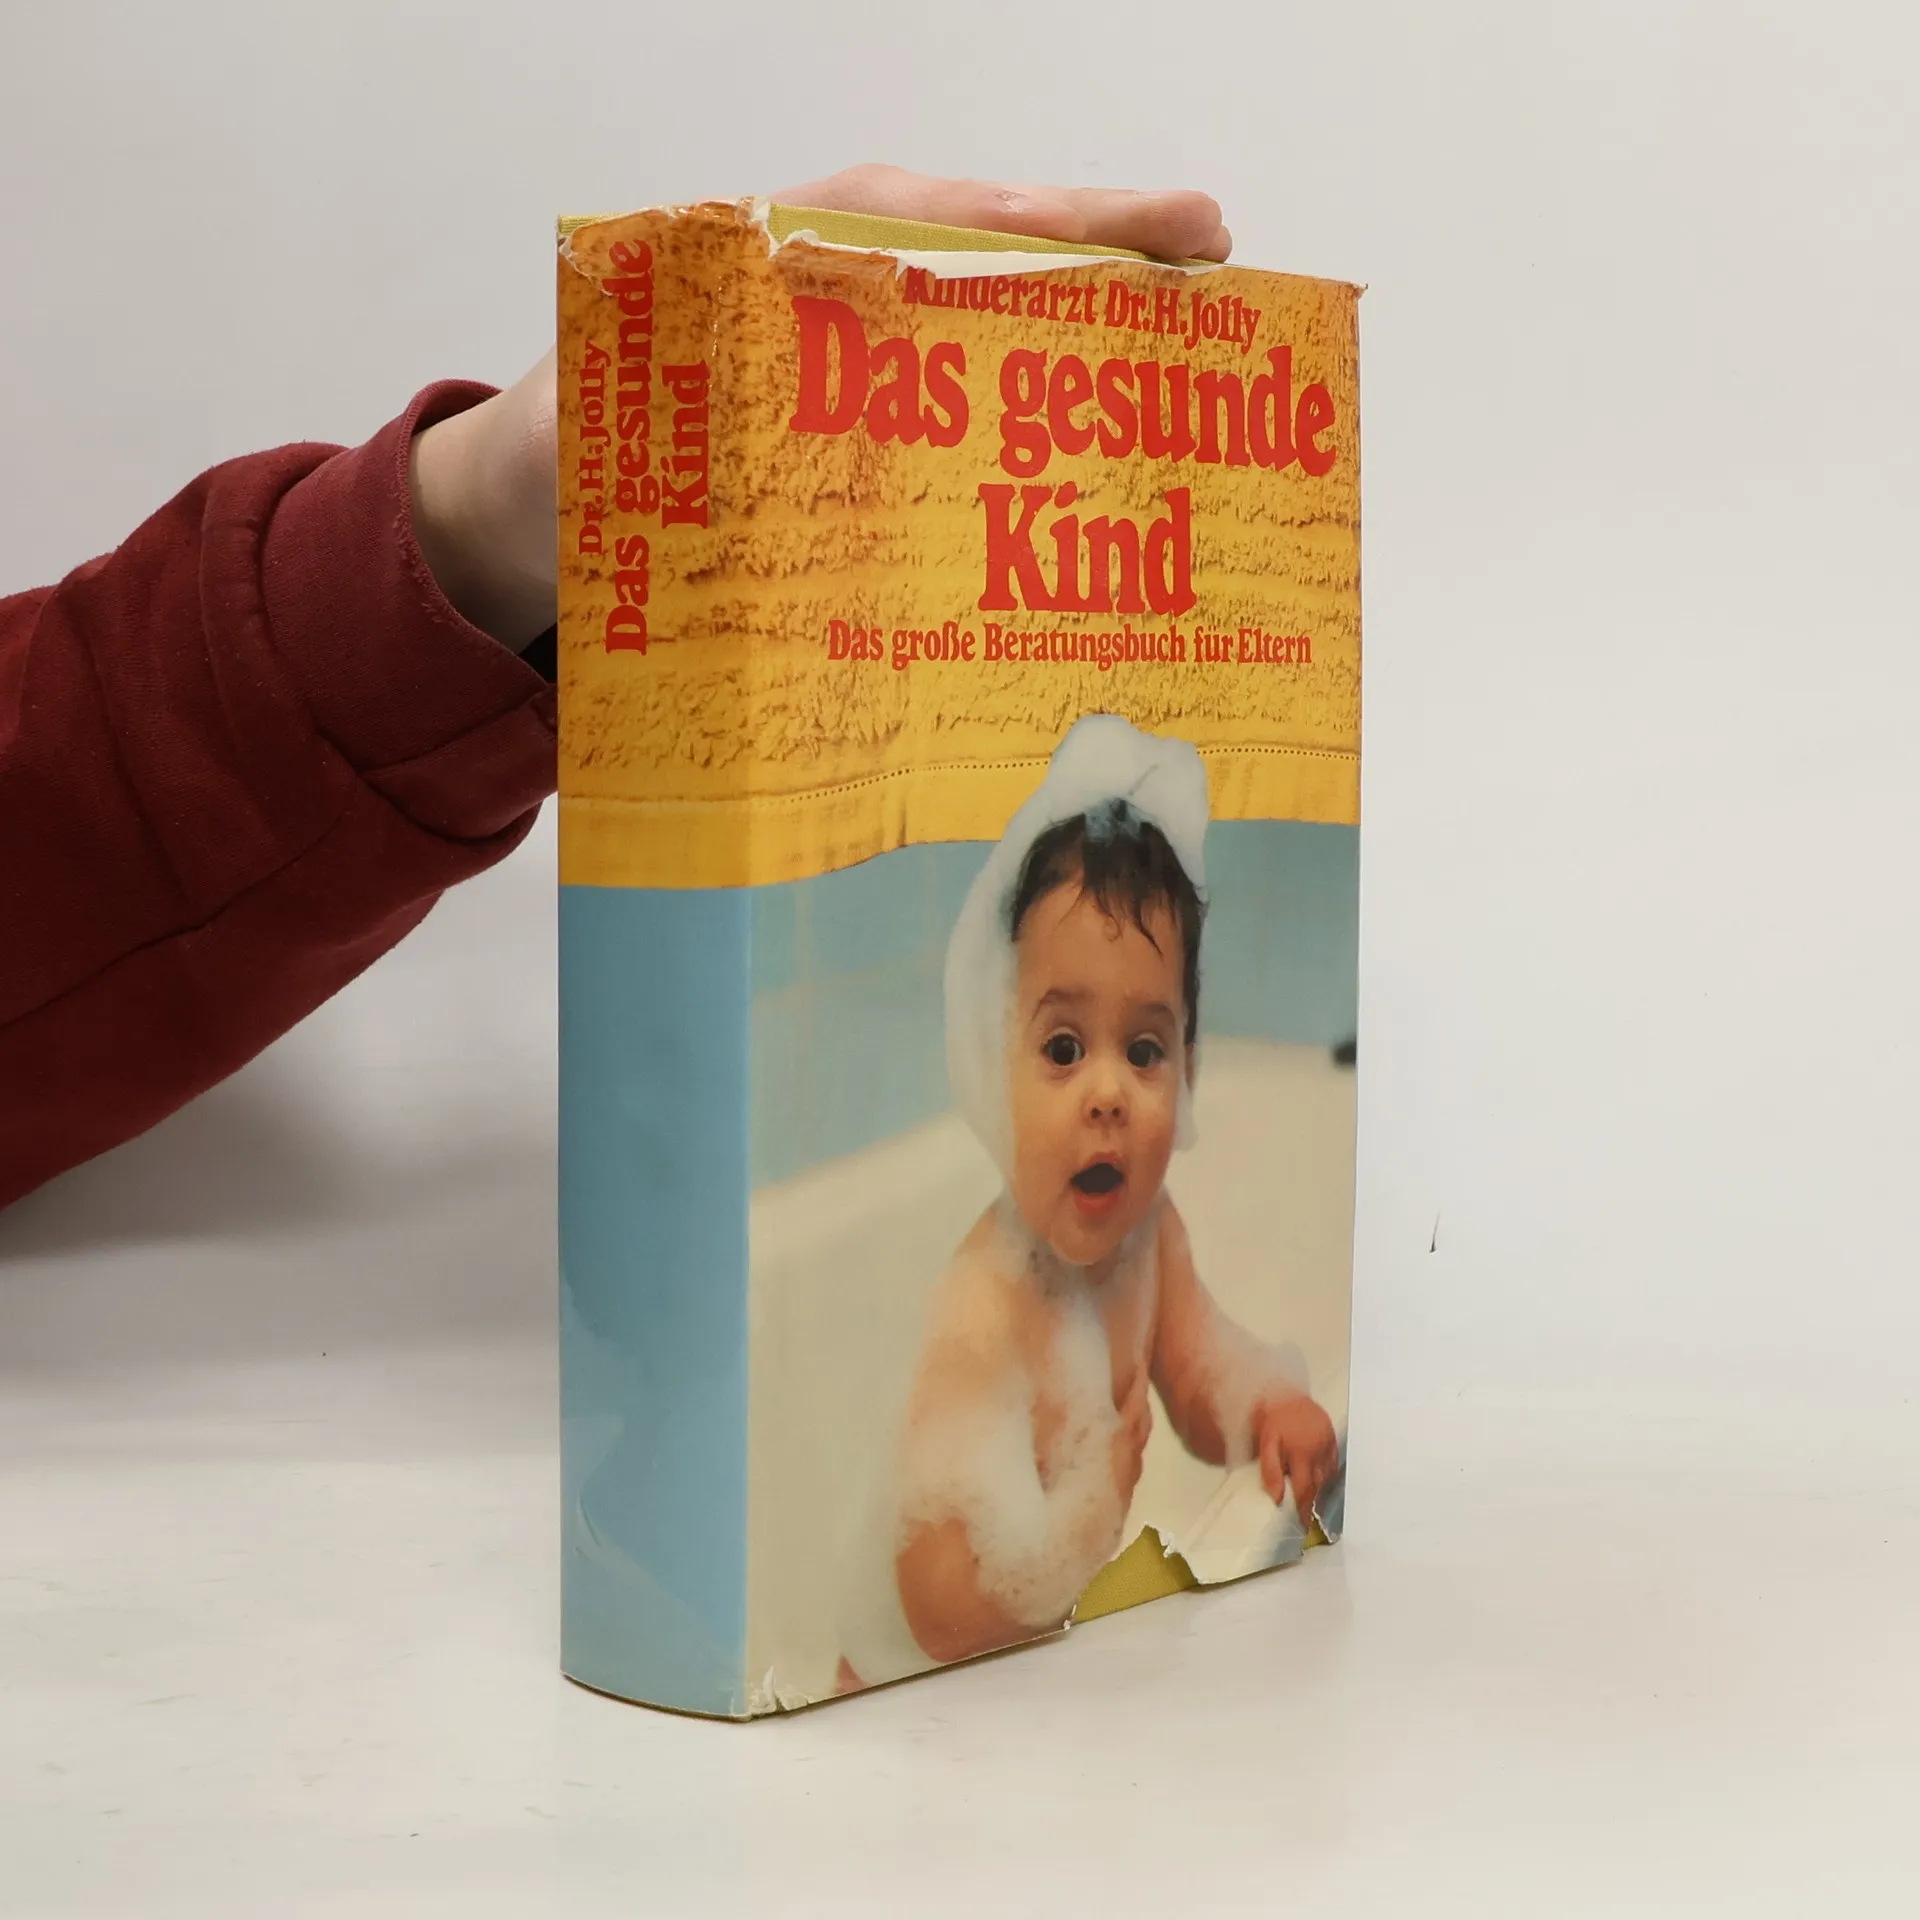 Dr. H. Jolly
Das gesunde
Kind
Kinderarzt Dr. H. Jolly
Das gesunde
Kind
Das große Beratungsbuch für Eltern